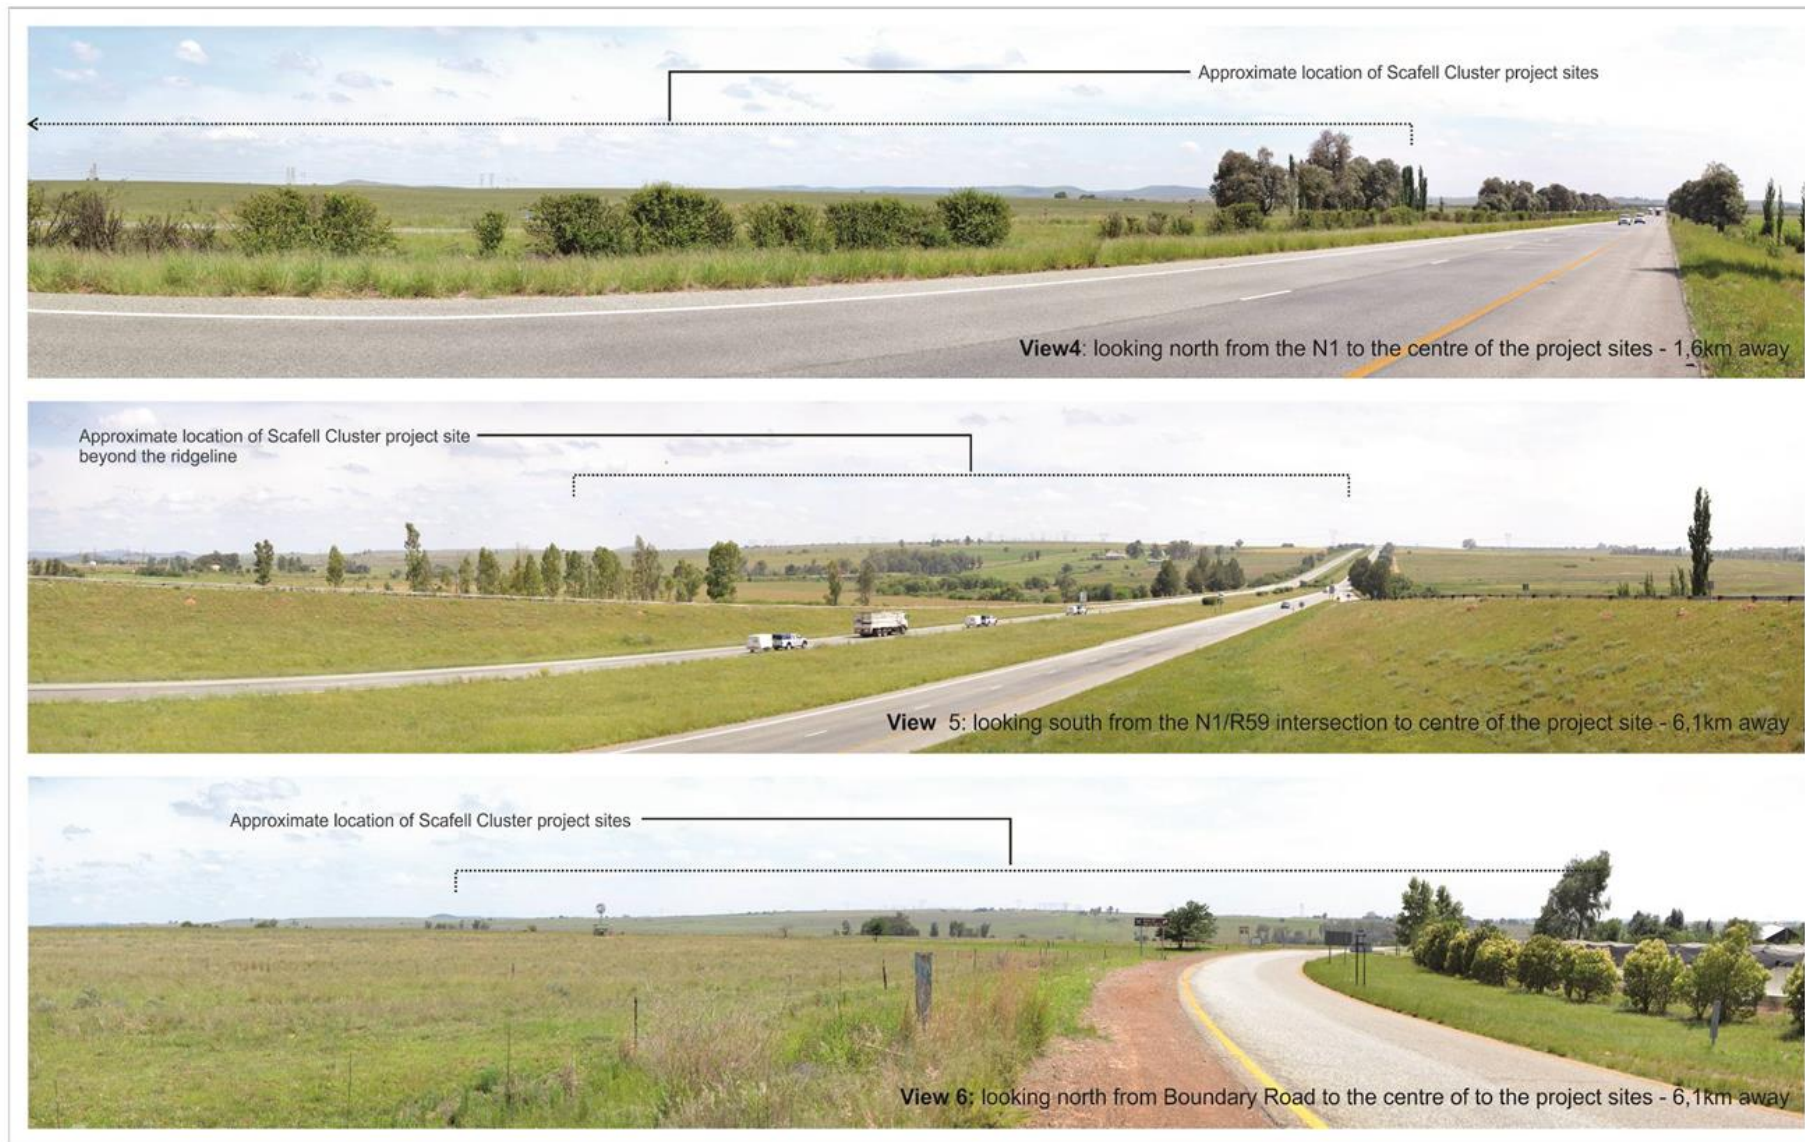 Approximate location of Scafell Cluster project sites
View4: looking north from the N1 to the centre of the project sites - 1,6km away
Approximate location of Scafell Cluster project site
beyond the ridgeline
View 5: looking south from the N1/R59 intersection to centre of the project site - 6,1km away
Approximate location of Scafell Cluster project sites
View 6: looking north from Boundary Road to the centre of to the project sites - 6,1km away